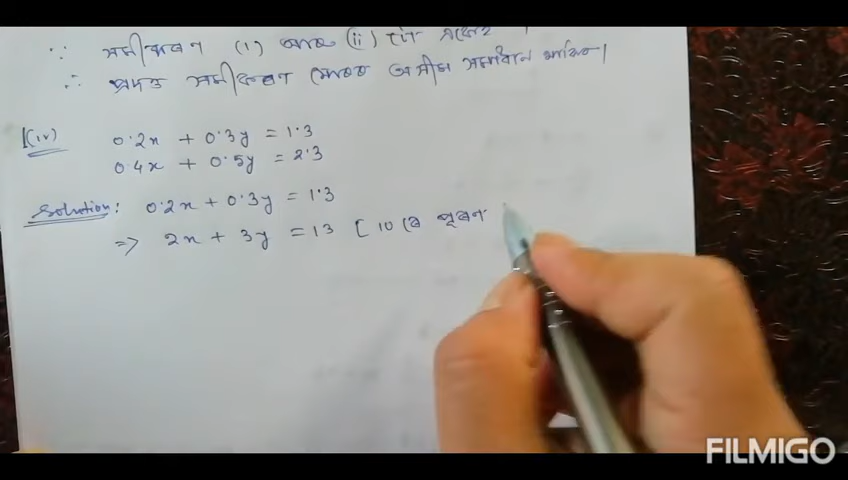 ∵ সমীকৰণ (i) আৰু (ii)
∴ প্ৰদত্ত সমীকৰণ অসীম সমাধান থাকিব।
1(iv) 0.2x + 0.3y = 1.3
0.4x + 0.5y = 2.3
Solution: 0.2x + 0.3y = 1.3
=> 2x + 3y = 13 [ 10 ৰে পূৰণ
FILMIGO